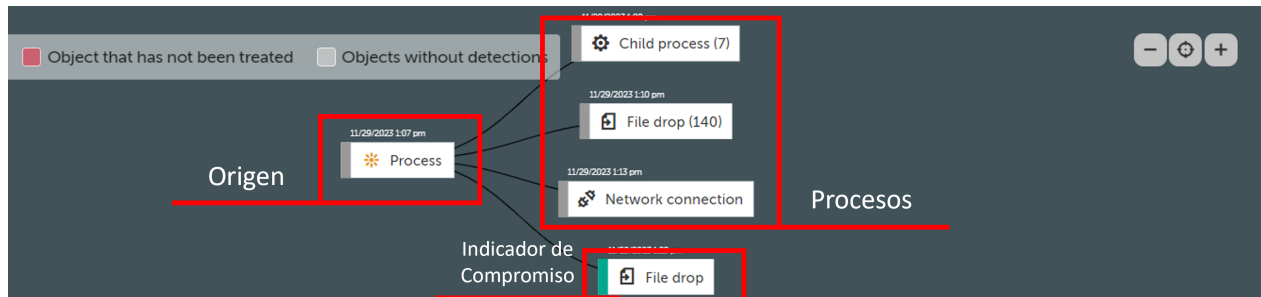 Object that has not been treated
Objects without detections
Child process (7)
11/29/2023 1:10 pm
File drop (140)
11/29/2023 1:07 pm
Process
Origen
11/29/2023 1:13 pm
Network connection
Procesos
Indicador de
Compromiso
File drop